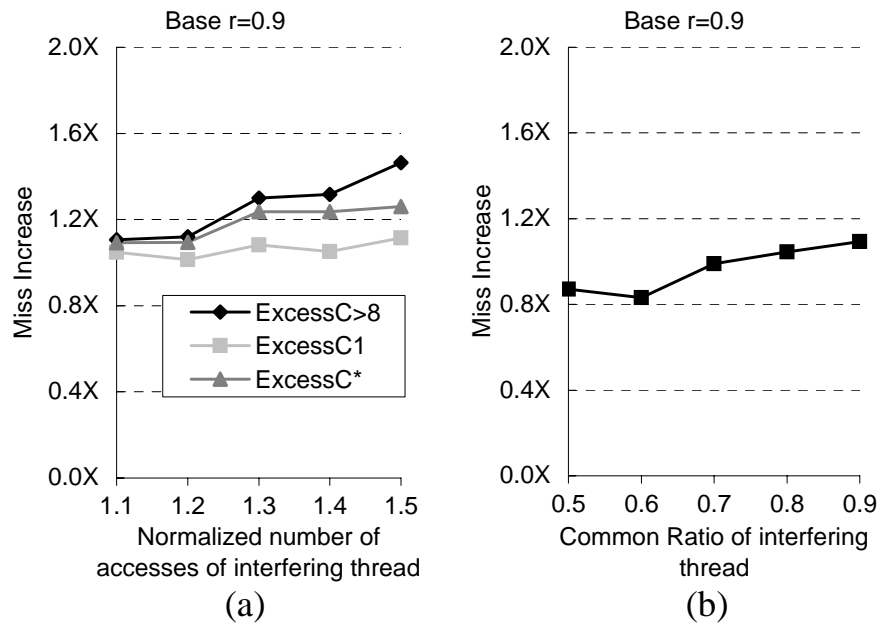 Base r=0.9
2.0X
1.6X
1.2X
0.8X
0.4X
0.0X
Miss Increase
ExcessC>8
ExcessC1
ExcessC*
1.1 1.2 1.3 1.4 1.5
Normalized number of
accesses of interfering thread
(a)
Base r=0.9
2.0X
1.6X
1.2X
0.8X
0.4X
0.0X
Miss Increase
0.5 0.6 0.7 0.8 0.9
Common Ratio of interfering
thread
(b)